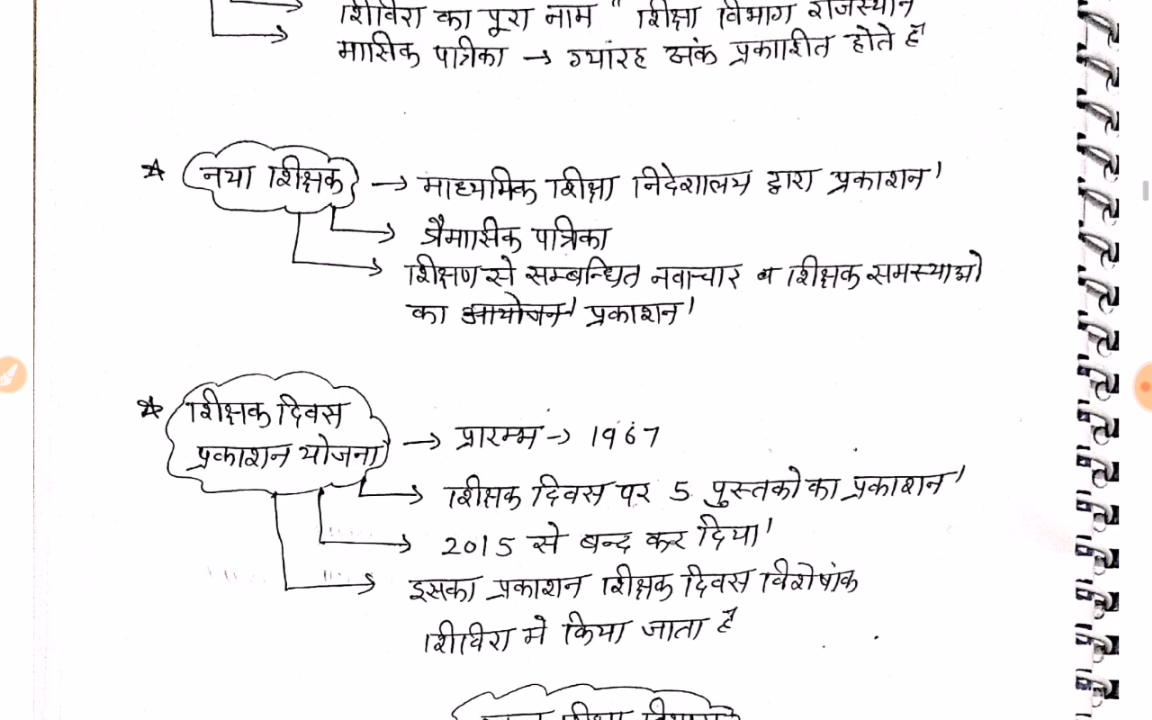 शिविरा का पूरा नाम " शिक्षा विभाग राजस्थान
मासिक पत्रिका → ग्यांरह अंक प्रकाशित होते है
☆ नया शिक्षक → माध्यमिक शिक्षा निदेशालय द्वारा प्रकाशन'
→ त्रैमासिक पत्रिका
→ शिक्षण से सम्बन्धित नवाचार व शिक्षक समस्याओ
का आयोजन' प्रकाशन'
☆ शिक्षक दिवस
प्रकाशन योजना → प्रारम्भ → 1967
→ शिक्षक दिवस पर 5 पुस्तको का प्रकाशन'
→ 2015 से बन्द कर दिया'
→ इसका प्रकाशन शिक्षक दिवस विशेषांक
शिविरा मे किया जाता है